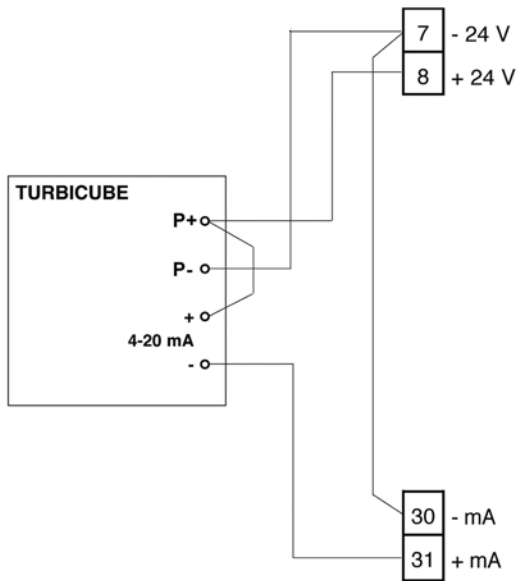 7 - 24 V
8 + 24 V
TURBICUBE
P+
P-
+
4-20 mA
-
30 - mA
31 + mA